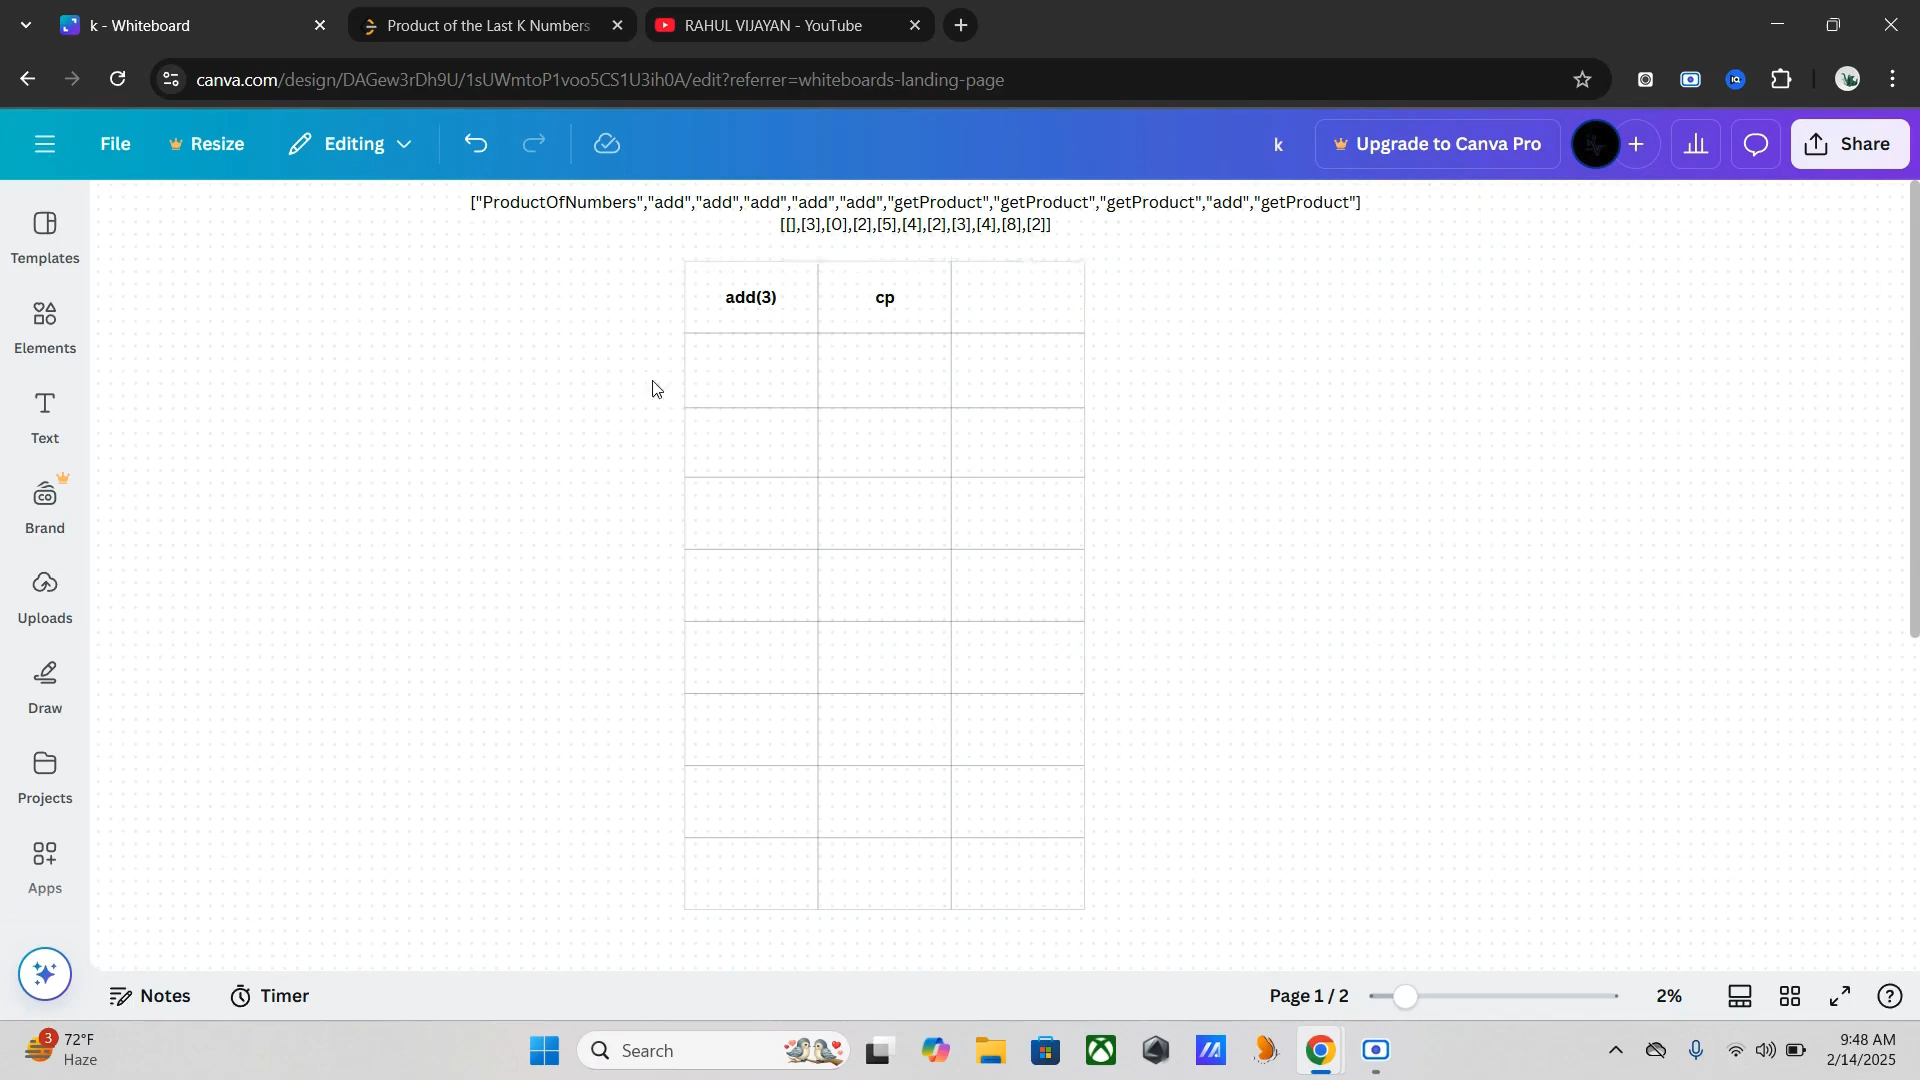 k - Whiteboard
Product of the Last K Numbers
RAHUL VIJAYAN - YouTube
canva.com/design/DAGew3rDh9U/1sUWmtoP1voo5CS1U3ih0A/edit?referrer=whiteboards-landing-page
File
Resize
Editing
k
Upgrade to Canva Pro
Share
["ProductOfNumbers","add","add","add","add","add","getProduct","getProduct","getProduct","add","getProduct"]
[[],[3],[0],[2],[5],[4],[2],[3],[4],[8],[2]]
add(3)
cp
Templates
Elements
Text
CO
Brand
Uploads
Draw
Projects
Apps
Notes
Timer
Page 1 / 2
2%
3
72°F
Haze
Search
9:48 AM
2/14/2025